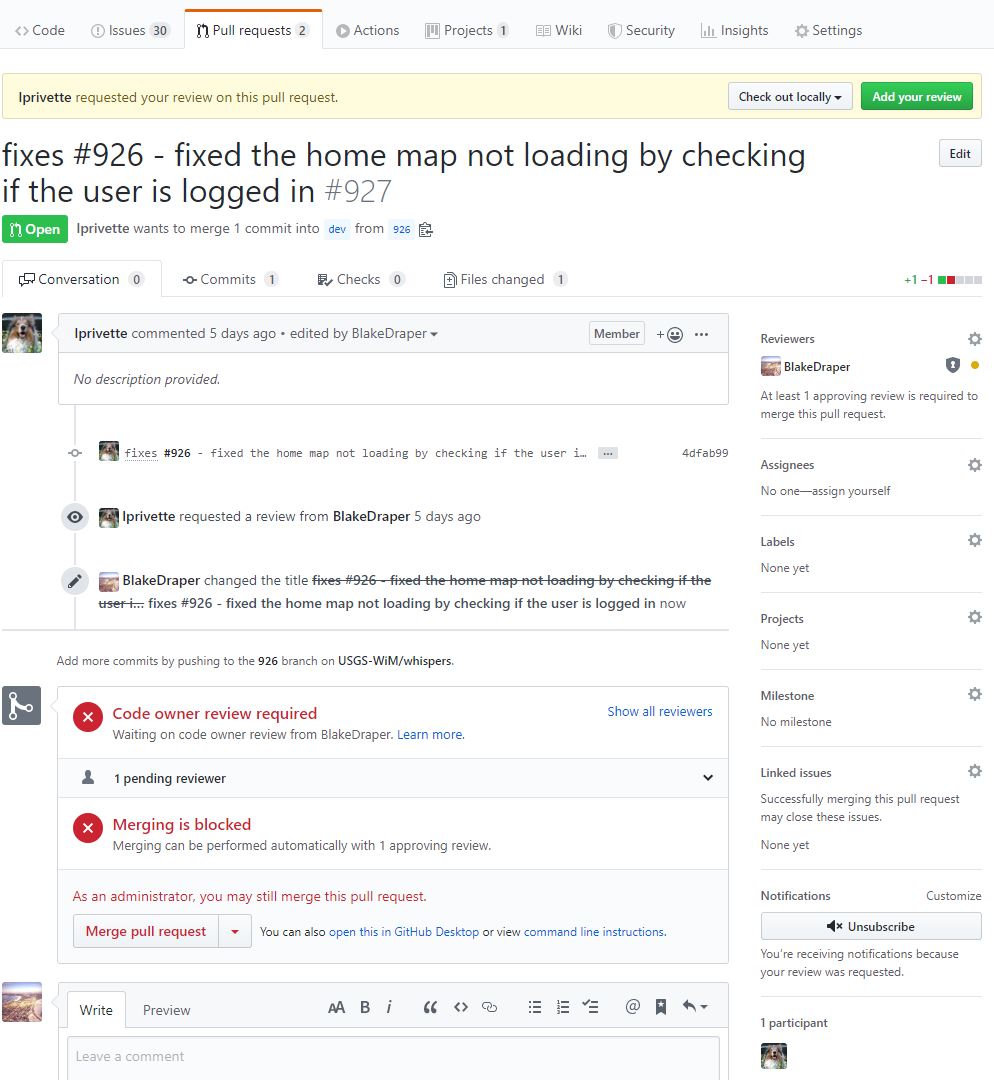 Code Issues 30 Pull requests 2 Actions Projects 1 Wiki Security Insights Settings
lprivette requested your review on this pull request. Check out locally Add your review
fixes #926 - fixed the home map not loading by checking
if the user is logged in #927
Edit
Open lprivette wants to merge 1 commit into dev from 926
Conversation 0 Commits 1 Checks 0 Files changed 1 +1 −1
lprivette commented 5 days ago • edited by BlakeDraper Member
No description provided.
fixes #926 - fixed the home map not loading by checking if the user i… … 4dfab99
lprivette requested a review from BlakeDraper 5 days ago
BlakeDraper changed the title fixes #926 - fixed the home map not loading by checking if the
user i... fixes #926 - fixed the home map not loading by checking if the user is logged in now
Add more commits by pushing to the 926 branch on USGS-WiM/whispers.
Code owner review required Show all reviewers
Waiting on code owner review from BlakeDraper. Learn more.
1 pending reviewer
Merging is blocked
Merging can be performed automatically with 1 approving review.
As an administrator, you may still merge this pull request.
Merge pull request You can also open this in GitHub Desktop or view command line instructions.
Write Preview AA B i @
Leave a comment
Reviewers
BlakeDraper
At least 1 approving review is required to
merge this pull request.
Assignees
No one—assign yourself
Labels
None yet
Projects
None yet
Milestone
No milestone
Linked issues
Successfully merging this pull request
may close these issues.
None yet
Notifications Customize
Unsubscribe
You're receiving notifications because
your review was requested.
1 participant